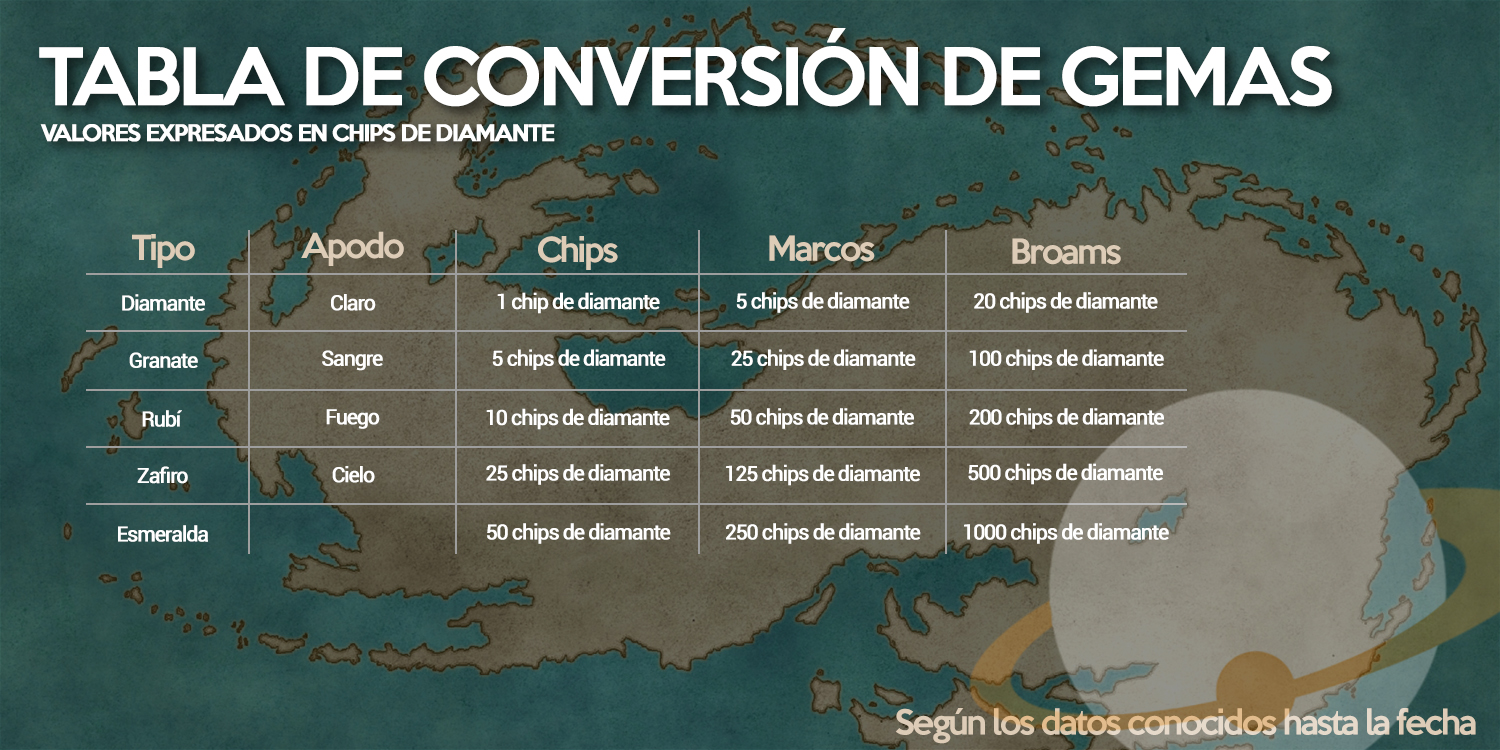 TABLA DE CONVERSIÓN DE GEMAS
VALORES EXPRESADOS EN CHIPS DE DIAMANTE
Tipo Apodo Chips Marcos Broams
Diamante Claro 1 chip de diamante 5 chips de diamante 20 chips de diamante
Granate Sangre 5 chips de diamante 25 chips de diamante 100 chips de diamante
Rubí Fuego 10 chips de diamante 50 chips de diamante 200 chips de diamante
Zafiro Cielo 25 chips de diamante 125 chips de diamante 500 chips de diamante
Esmeralda 50 chips de diamante 250 chips de diamante 1000 chips de diamante
Según los datos conocidos hasta la fecha